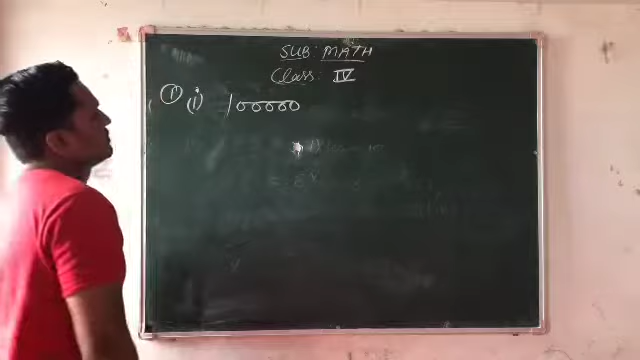 SUB: MATH
Class: IV
① (i) 100000